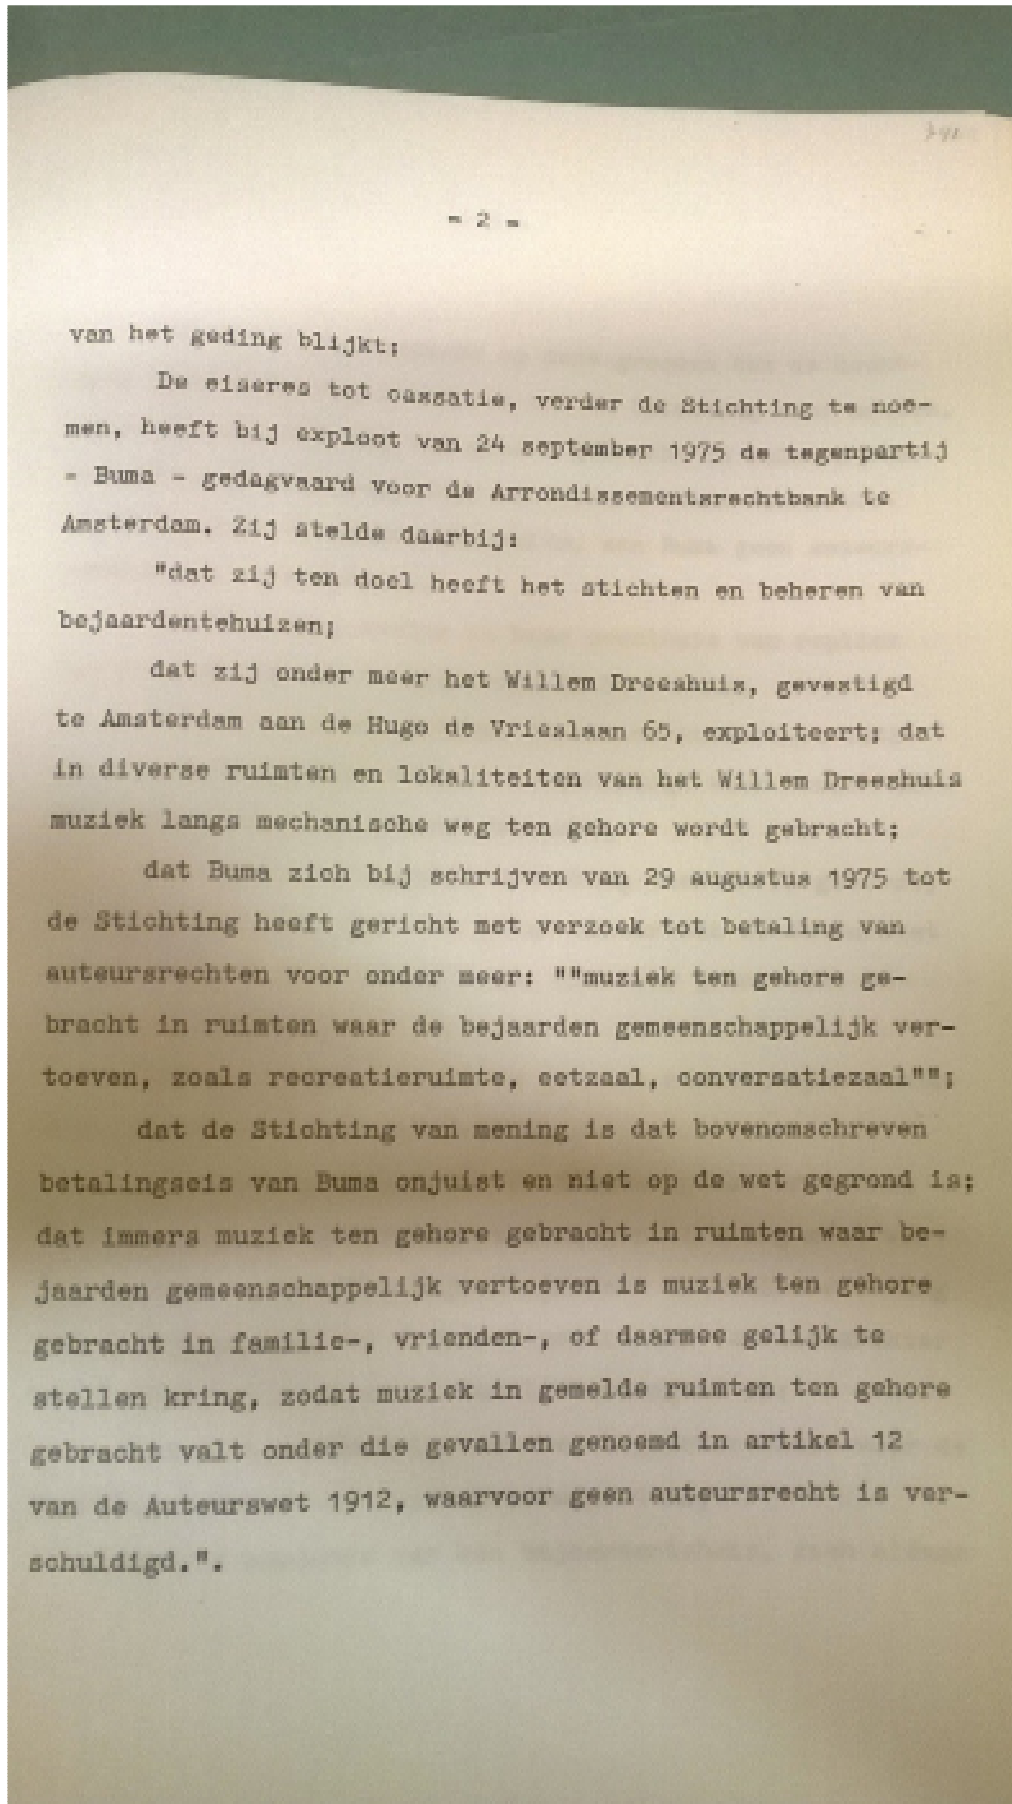 - 2 -
van het geding blijkt:
De eiseres tot cassatie, verder de Stichting te noe-
men, heeft bij exploot van 24 september 1975 de tegenpartij
- Buma - gedagvaard voor de Arrondissementsrechtbank te
Amsterdam. Zij stelde daarbij:
"dat zij ten doel heeft het stichten en beheren van
bejaardentehuizen;
dat zij onder meer het Willem Dreeshuis, gevestigd
te Amsterdam aan de Hugo de Vrieslaan 65, exploiteert; dat
in diverse ruimten en lokaliteiten van het Willem Dreeshuis
muziek langs mechanische weg ten gehore wordt gebracht;
dat Buma zich bij schrijven van 29 augustus 1975 tot
de Stichting heeft gericht met verzoek tot betaling van
auteursrechten voor onder meer: ""muziek ten gehore ge-
bracht in ruimten waar de bejaarden gemeenschappelijk ver-
toeven, zoals recreatieruimte, eetzaal, conversatiezaal"";
dat de Stichting van mening is dat bovenomschreven
betalingseis van Buma onjuist en niet op de wet gegrond is;
dat immers muziek ten gehore gebracht in ruimten waar be-
jaarden gemeenschappelijk vertoeven is muziek ten gehore
gebracht in familie-, vrienden-, of daarmee gelijk te
stellen kring, zodat muziek in gemelde ruimten ten gehore
gebracht valt onder die gevallen genoemd in artikel 12
van de Auteurswet 1912, waarvoor geen auteursrecht is ver-
schuldigd.".